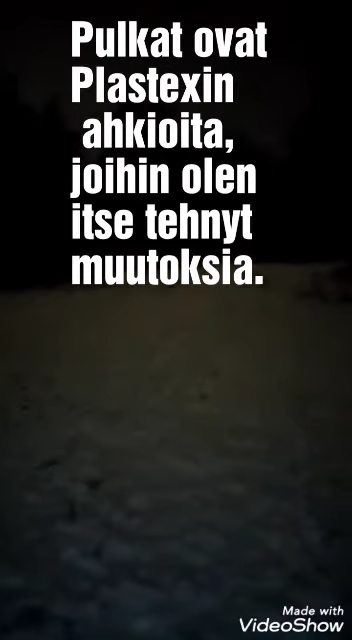 Pulkat ovat
Plastexin
ahkioita,
joihin olen
itse tehnyt
muutoksia.
Made with
VideoShow